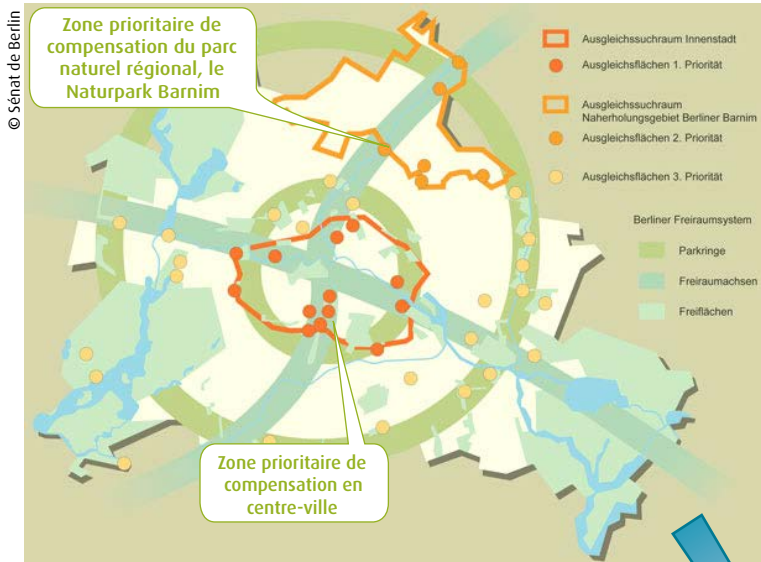 © Sénat de Berlin
Zone prioritaire de
compensation du parc
naturel régional, le
Naturpark Barnim
Ausgleichssuchraum Innenstadt
Ausgleichsflächen 1. Priorität
Ausgleichssuchraum
Naherholungsgebiet Berliner Barnim
Ausgleichsflächen 2. Priorität
Ausgleichsflächen 3. Priorität
Berliner Freiraumsystem
Parkringe
Freiraumachsen
Freiflächen
Zone prioritaire de
compensation en
centre-ville